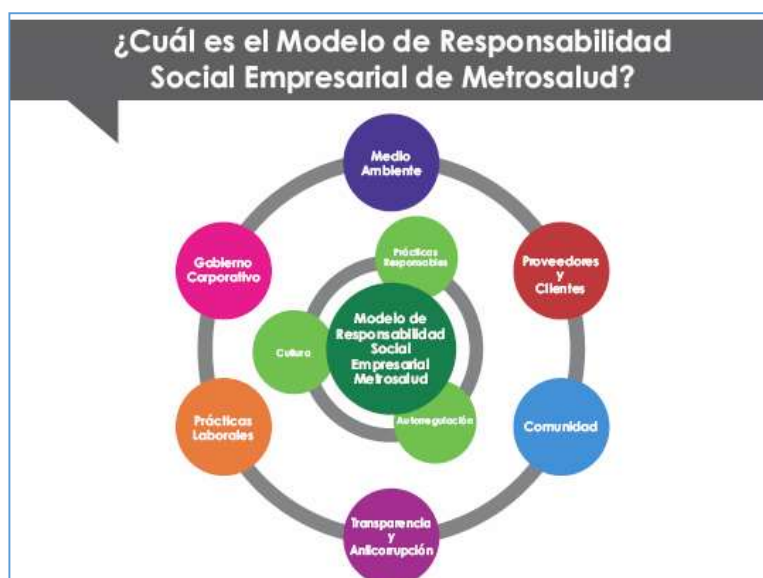 ¿Cuál es el Modelo de Responsabilidad
Social Empresarial de Metrosalud?
Medio
Ambiente
Prácticas
Responsables
Gobierno
Corporativo
Proveedores
y
Clientes
Modelo de
Responsabilidad
Social
Empresarial
Metrosalud
Cultura
Autorregulación
Prácticas
Laborales
Comunidad
Transparencia
y
Anticorrupción